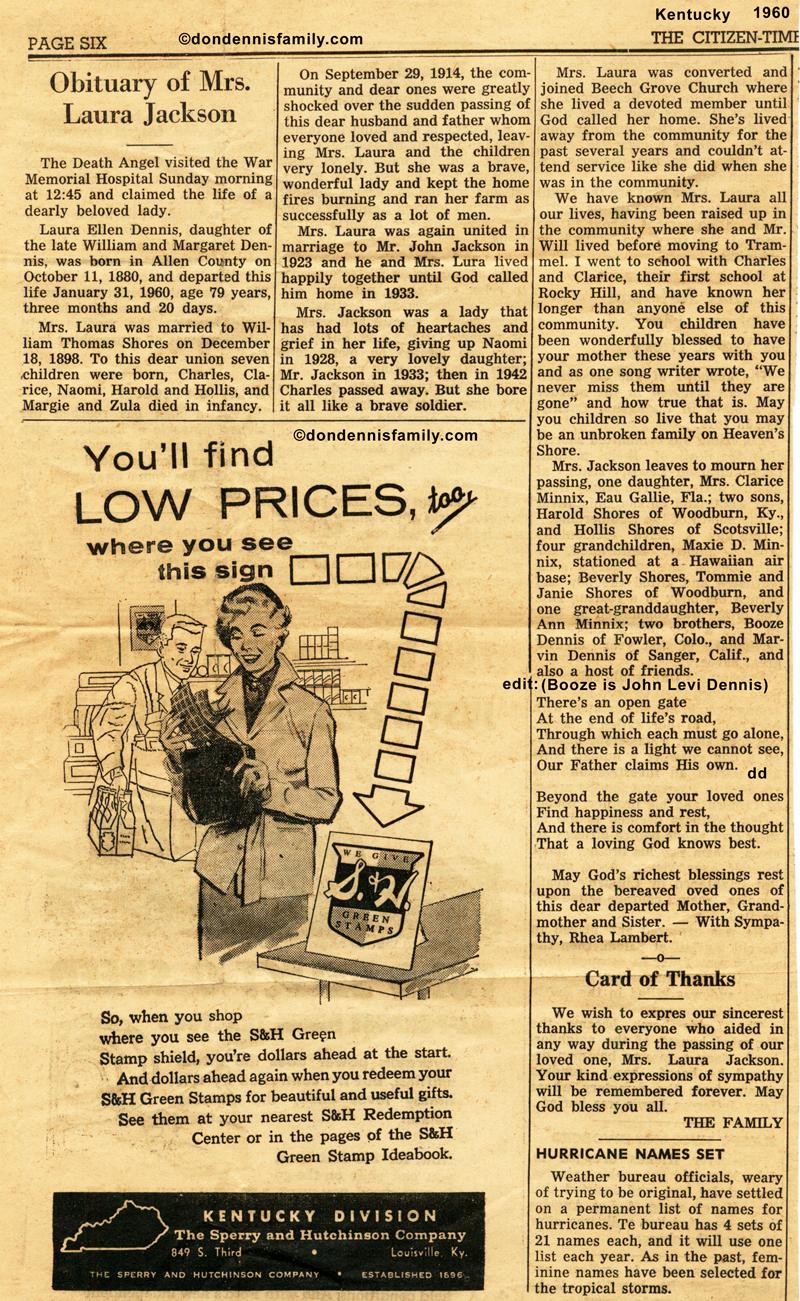 Kentucky 1960
PAGE SIX
©dondennisfamily.com
THE CITIZEN-TIME
Obituary of Mrs.
Laura Jackson
The Death Angel visited the War
Memorial Hospital Sunday morning
at 12:45 and claimed the life of a
dearly beloved lady.
Laura Ellen Dennis, daughter of
the late William and Margaret Den-
nis, was born in Allen County on
October 11, 1880, and departed this
life January 31, 1960, age 79 years,
three months and 20 days.
Mrs. Laura was married to Wil-
liam Thomas Shores on December
18, 1898. To this dear union seven
children were born, Charles, Cla-
rice, Naomi, Harold and Hollis, and
Margie and Zula died in infancy.
On September 29, 1914, the com-
munity and dear ones were greatly
shocked over the sudden passing of
this dear husband and father whom
everyone loved and respected, leav-
ing Mrs. Laura and the children
very lonely. But she was a brave,
wonderful lady and kept the home
fires burning and ran her farm as
successfully as a lot of men.
Mrs. Laura was again united in
marriage to Mr. John Jackson in
1923 and he and Mrs. Lura lived
happily together until God called
him home in 1933.
Mrs. Jackson was a lady that
has had lots of heartaches and
grief in her life, giving up Naomi
in 1928, a very lovely daughter;
Mr. Jackson in 1933; then in 1942
Charles passed away. But she bore
it all like a brave soldier.
Mrs. Laura was converted and
joined Beech Grove Church where
she lived a devoted member until
God called her home. She's lived
away from the community for the
past several years and couldn't at-
tend service like she did when she
was in the community.
We have known Mrs. Laura all
our lives, having been raised up in
the community where she and Mr.
Will lived before moving to Tram-
mel. I went to school with Charles
and Clarice, their first school at
Rocky Hill, and have known her
longer than anyone else of this
community. You children have
been wonderfully blessed to have
your mother these years with you
and as one song writer wrote, "We
never miss them until they are
gone" and how true that is. May
you children so live that you may
be an unbroken family on Heaven's
Shore.
Mrs. Jackson leaves to mourn her
passing, one daughter, Mrs. Clarice
Minnix, Eau Gallie, Fla.; two sons,
Harold Shores of Woodburn, Ky.,
and Hollis Shores of Scotsville;
four grandchildren, Maxie D. Min-
nix, stationed at a Hawaiian air
base; Beverly Shores, Tommie and
Janie Shores of Woodburn, and
one great-granddaughter, Beverly
Ann Minnix; two brothers, Booze
Dennis of Fowler, Colo., and Mar-
vin Dennis of Sanger, Calif., and
also a host of friends.
edit: (Booze is John Levi Dennis)
There's an open gate
At the end of life's road,
Through which each must go alone,
And there is a light we cannot see,
Our Father claims His own.
dd
Beyond the gate your loved ones
Find happiness and rest,
And there is comfort in the thought
That a loving God knows best.
May God's richest blessings rest
upon the bereaved oved ones of
this dear departed Mother, Grand-
mother and Sister. — With Sympa-
thy, Rhea Lambert.
—o—
Card of Thanks
We wish to expres our sincerest
thanks to everyone who aided in
any way during the passing of our
loved one, Mrs. Laura Jackson.
Your kind expressions of sympathy
will be remembered forever. May
God bless you all.
THE FAMILY
HURRICANE NAMES SET
Weather bureau officials, weary
of trying to be original, have settled
on a permanent list of names for
hurricanes. Te bureau has 4 sets of
21 names each, and it will use one
list each year. As in the past, fem-
inine names have been selected for
the tropical storms.
©dondennisfamily.com
You'll find
LOW PRICES, too,
where you see
this sign
WE GIVE
S.&H.
GREEN
STAMPS
So, when you shop
where you see the S&H Green
Stamp shield, you're dollars ahead at the start.
And dollars ahead again when you redeem your
S&H Green Stamps for beautiful and useful gifts.
See them at your nearest S&H Redemption
Center or in the pages of the S&H
Green Stamp Ideabook.
KENTUCKY DIVISION
The Sperry and Hutchinson Company
849 S. Third • Louisville, Ky.
THE SPERRY AND HUTCHINSON COMPANY • ESTABLISHED 1896